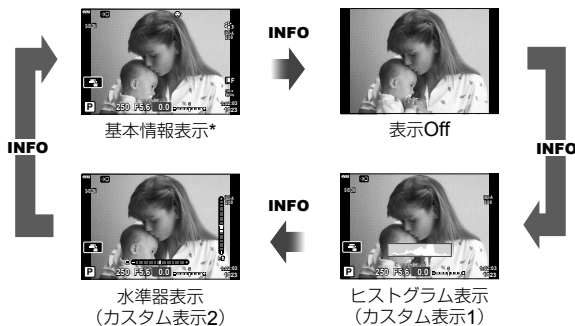 INFO
基本情報表示*
表示Off
P 250 F5.6 0.0
INFO
INFO
INFO
水準器表示
（カスタム表示2）
P 250 F5.6 0.0
ヒストグラム表示
（カスタム表示1）
P 250 F5.6 0.0